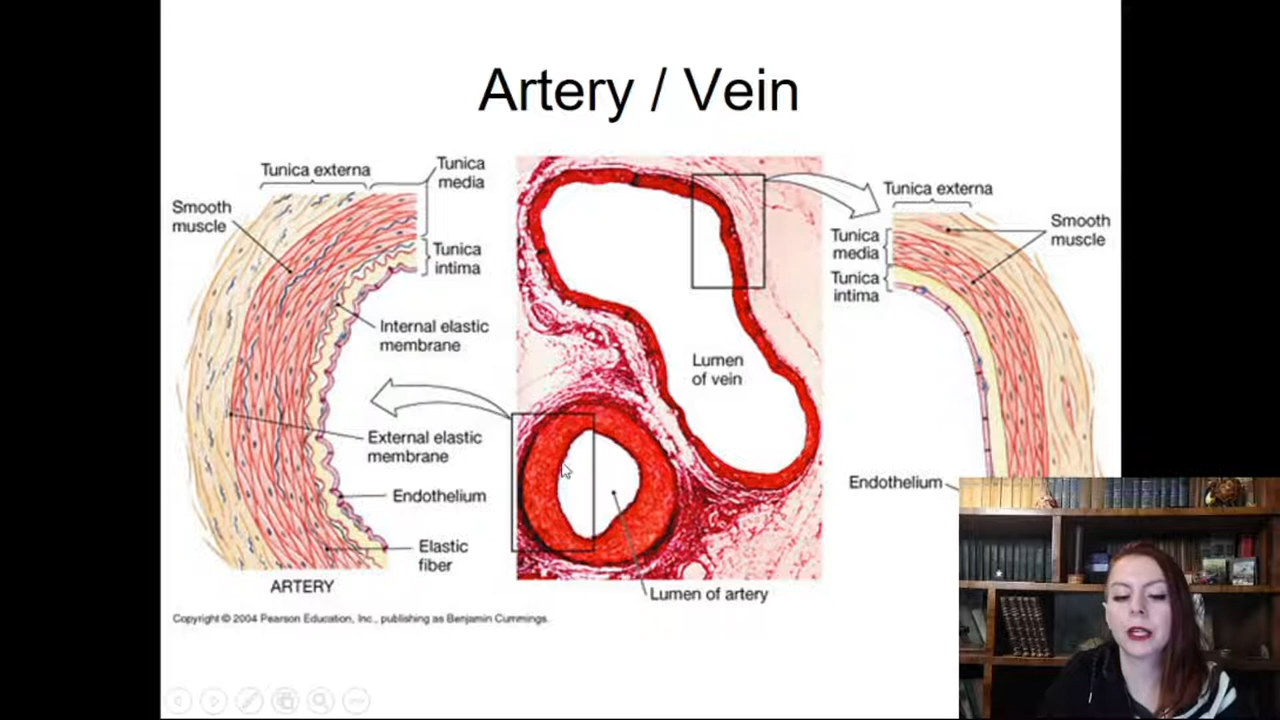 Artery / Vein
Tunica externa
Tunica
media
Smooth
muscle
Tunica
intima
Internal elastic
membrane
External elastic
membrane
Endothelium
Elastic
fiber
ARTERY
Lumen
of vein
Lumen of artery
Tunica externa
Smooth
muscle
Tunica
media
Tunica
intima
Endothelium
Copyright © 2004 Pearson Education, Inc., publishing as Benjamin Cummings.